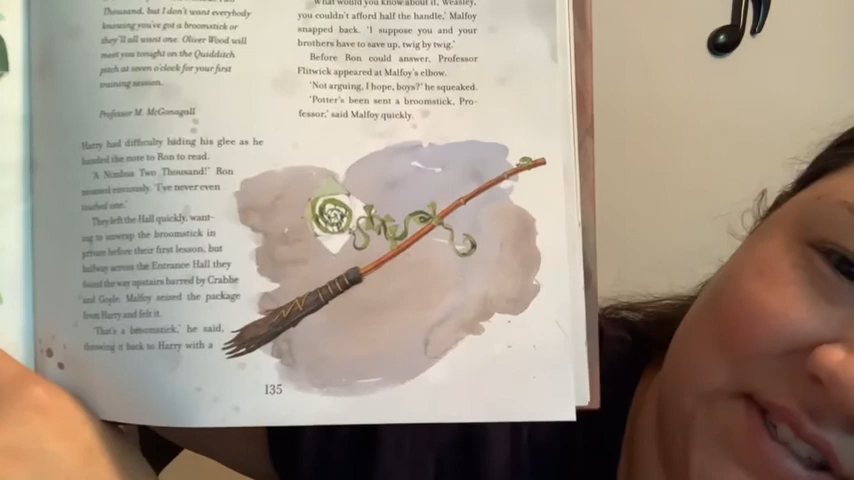 Thousand, but I don't want everybody
knowing you've got a broomstick or
they'll all want one. Oliver Wood will
meet you tonight on the Quidditch
pitch at seven o'clock for your first
training session.
Professor M. McGonagall
Harry had difficulty hiding his glee as he
handed the note to Ron to read.
'A Nimbus Two Thousand!' Ron
moaned enviously. 'I've never even
touched one.'
They left the Hall quickly, want-
ing to unwrap the broomstick in
private before their first lesson, but
halfway across the Entrance Hall they
found the way upstairs barred by Crabbe
and Goyle. Malfoy seized the package
from Harry and felt it.
'That's a broomstick,' he said,
throwing it back to Harry with a
'What would you know about it, Weasley,
you couldn't afford half the handle,' Malfoy
snapped back. 'I suppose you and your
brothers have to save up, twig by twig.'
Before Ron could answer, Professor
Flitwick appeared at Malfoy's elbow.
'Not arguing, I hope, boys?' he squeaked.
'Potter's been sent a broomstick, Pro-
fessor,' said Malfoy quickly.
135